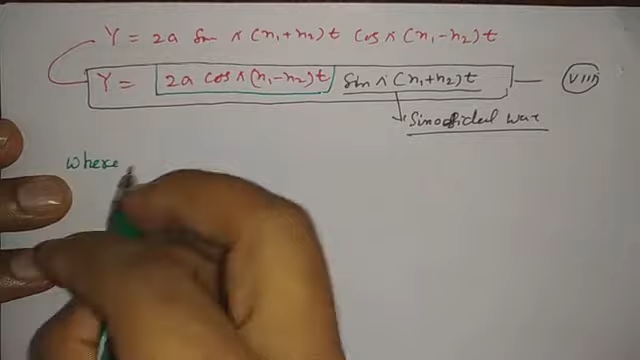 Y = 2a Sin π (n₁+n₂) t Cos π (n₁-n₂) t
Y = 2a Cos π (n₁-n₂) t Sin π (n₁+n₂) t — VIII
Sinosoidal wave
where